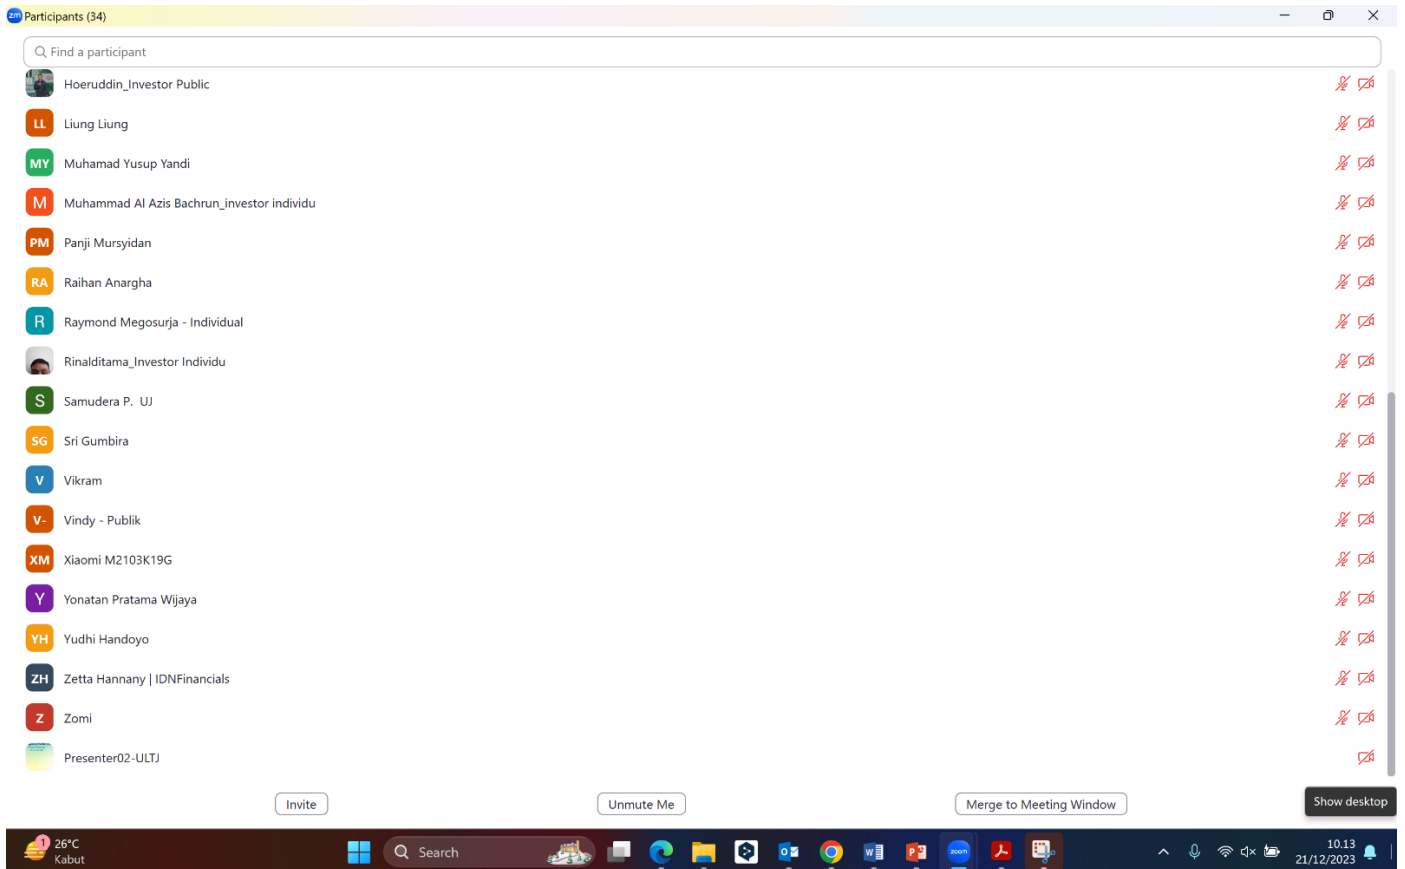 zm Participants (34)
Find a participant
Hoeruddin_Investor Public
LL Liung Liung
MY Muhamad Yusup Yandi
M Muhammad Al Azis Bachrun_investor individu
PM Panji Mursyidan
RA Raihan Anargha
R Raymond Megosurja - Individual
Rinalditama_Investor Individu
S Samudera P. UJ
SG Sri Gumbira
V Vikram
V- Vindy - Publik
XM Xiaomi M2103K19G
Y Yonatan Pratama Wijaya
YH Yudhi Handoyo
ZH Zetta Hannany | IDNFinancials
Z Zomi
Presenter02-ULTJ
Invite Unmute Me Merge to Meeting Window Show desktop
1 26°C
Kabut
Search
zoom
10.13
21/12/2023